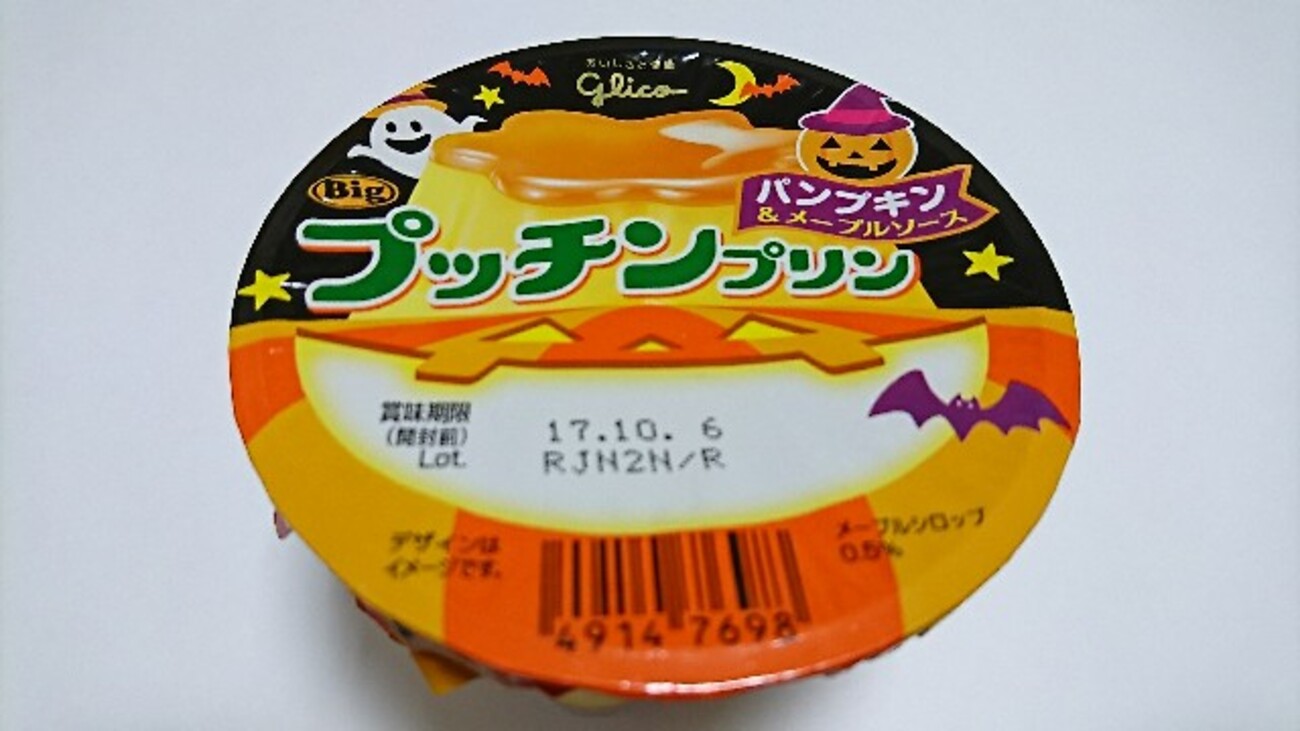 おいしさと健康
Glico
Big
プッチンプリン
パンプキン
&メープルソース
賞味期限
(開封前)
Lot.
17.10. 6
RJN2N/R
デザインは
イメージです。
メープルシロップ
0.5%
4914 7698